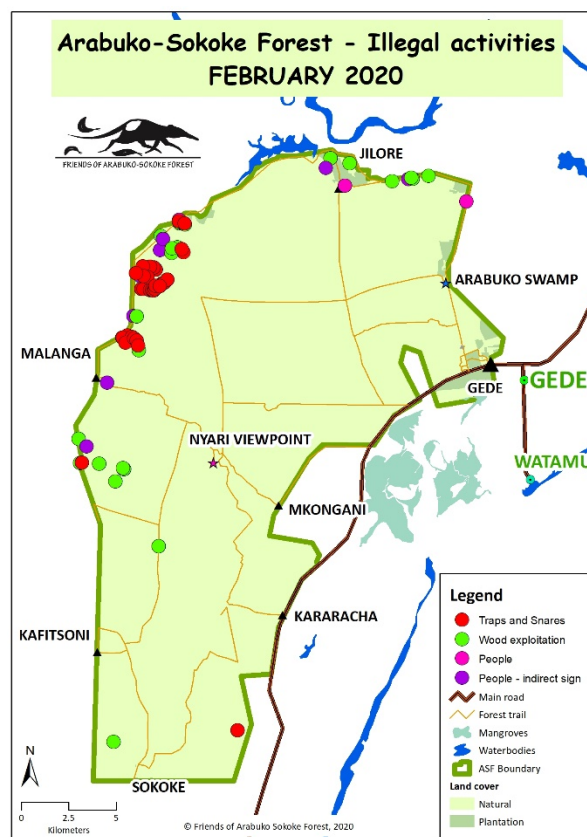 Arabuko-Sokoke Forest - Illegal activities
FEBRUARY 2020
FRIENDS OF ARABUKO-SOKOKE FOREST
JILORE
ARABUKO SWAMP
MALANGA
GEDE
GEDE
NYARI VIEWPOINT
WATAMU
MKONGANI
KARARACHA
KAFITSONI
SOKOKE
Legend
Traps and Snares
Wood exploitation
People
People - indirect sign
Main road
Forest trail
Mangroves
Waterbodies
ASF Boundary
Land cover
Natural
Plantation
N
0 2.5 5
Kilometers
© Friends of Arabuko Sokoke Forest, 2020